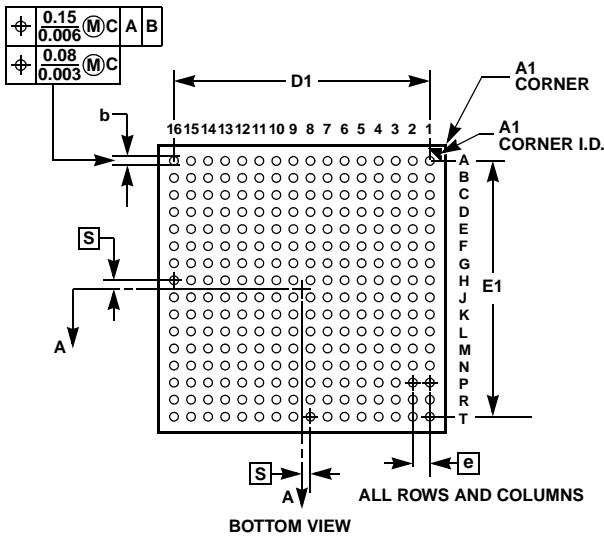 0.15
0.006 Ⓜ C A B
0.08
0.003 Ⓜ C
D1
A1
CORNER
b
16 15 14 13 12 11 10 9 8 7 6 5 4 3 2 1
A1
CORNER I.D.
A
B
C
D
E
F
G
H
J
K
L
M
N
P
R
T
S
E1
A
S
A
e
ALL ROWS AND COLUMNS
BOTTOM VIEW